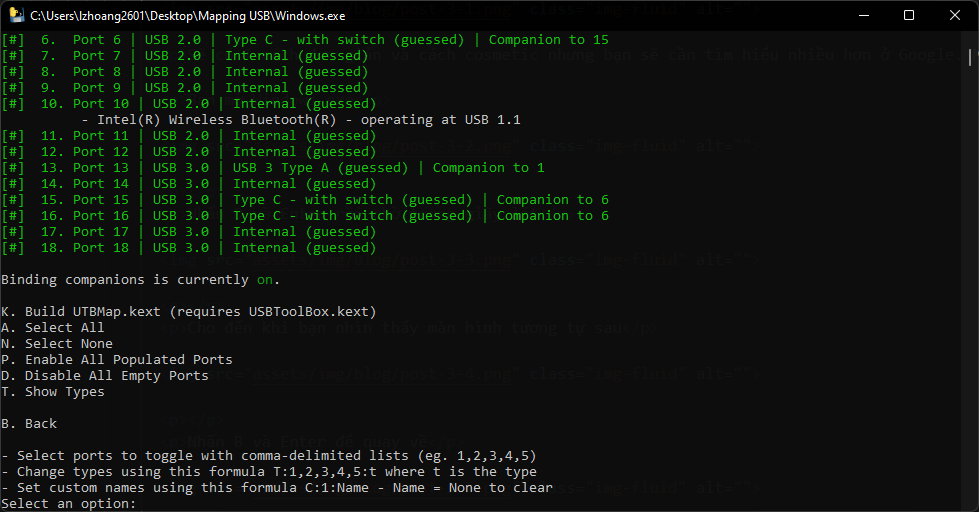 C:\Users\lzhoang2601\Desktop\Mapping USB\Windows.exe
[#]  6.  Port 6 | USB 2.0 | Type C - with switch (guessed) | Companion to 15
[#]  7.  Port 7 | USB 2.0 | Internal (guessed)
[#]  8.  Port 8 | USB 2.0 | Internal (guessed)
[#]  9.  Port 9 | USB 2.0 | Internal (guessed)
[#]  10. Port 10 | USB 2.0 | Internal (guessed)
          - Intel(R) Wireless Bluetooth(R) - operating at USB 1.1
[#]  11. Port 11 | USB 2.0 | Internal (guessed)
[#]  12. Port 12 | USB 2.0 | Internal (guessed)
[#]  13. Port 13 | USB 3.0 | USB 3 Type A (guessed) | Companion to 1
[#]  14. Port 14 | USB 3.0 | Internal (guessed)
[#]  15. Port 15 | USB 3.0 | Type C - with switch (guessed) | Companion to 6
[#]  16. Port 16 | USB 3.0 | Type C - with switch (guessed) | Companion to 6
[#]  17. Port 17 | USB 3.0 | Internal (guessed)
[#]  18. Port 18 | USB 3.0 | Internal (guessed)
Binding companions is currently on.
K. Build UTBMap.kext (requires USBToolBox.kext)
A. Select All
N. Select None
P. Enable All Populated Ports
D. Disable All Empty Ports
T. Show Types
B. Back
- Select ports to toggle with comma-delimited lists (eg. 1,2,3,4,5)
- Change types using this formula T:1,2,3,4,5:t where t is the type
- Set custom names using this formula C:1:Name - Name = None to clear
Select an option: